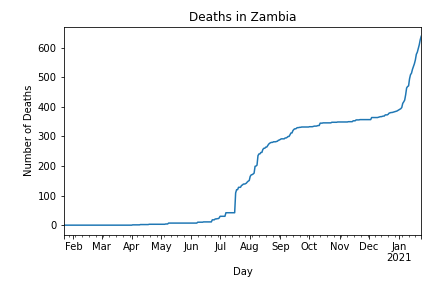 Deaths in Zambia
Number of Deaths
600
500
400
300
200
100
0
Feb Mar Apr May Jun Jul Aug Sep Oct Nov Dec Jan
2021
Day